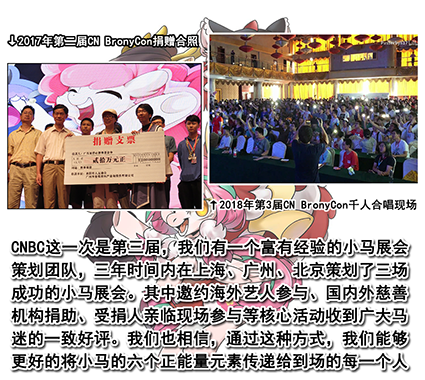 ↓2017年第二届CN BronyCon捐赠合照
捐赠支票
贰拾万元正
↑2018年第3届CN BronyCon千人合唱现场
CNBC这一次是第三届，我们有一个富有经验的小马展会
策划团队，三年时间内在上海、广州、北京策划了三场
成功的小马展会。其中邀约海外艺人参与、国内外慈善
机构捐助、受捐人亲临现场参与等核心活动收到广大马
迷的一致好评。我们也相信，通过这种方式，我们能够
更好的将小马的六个正能量元素传递给到场的每一个人